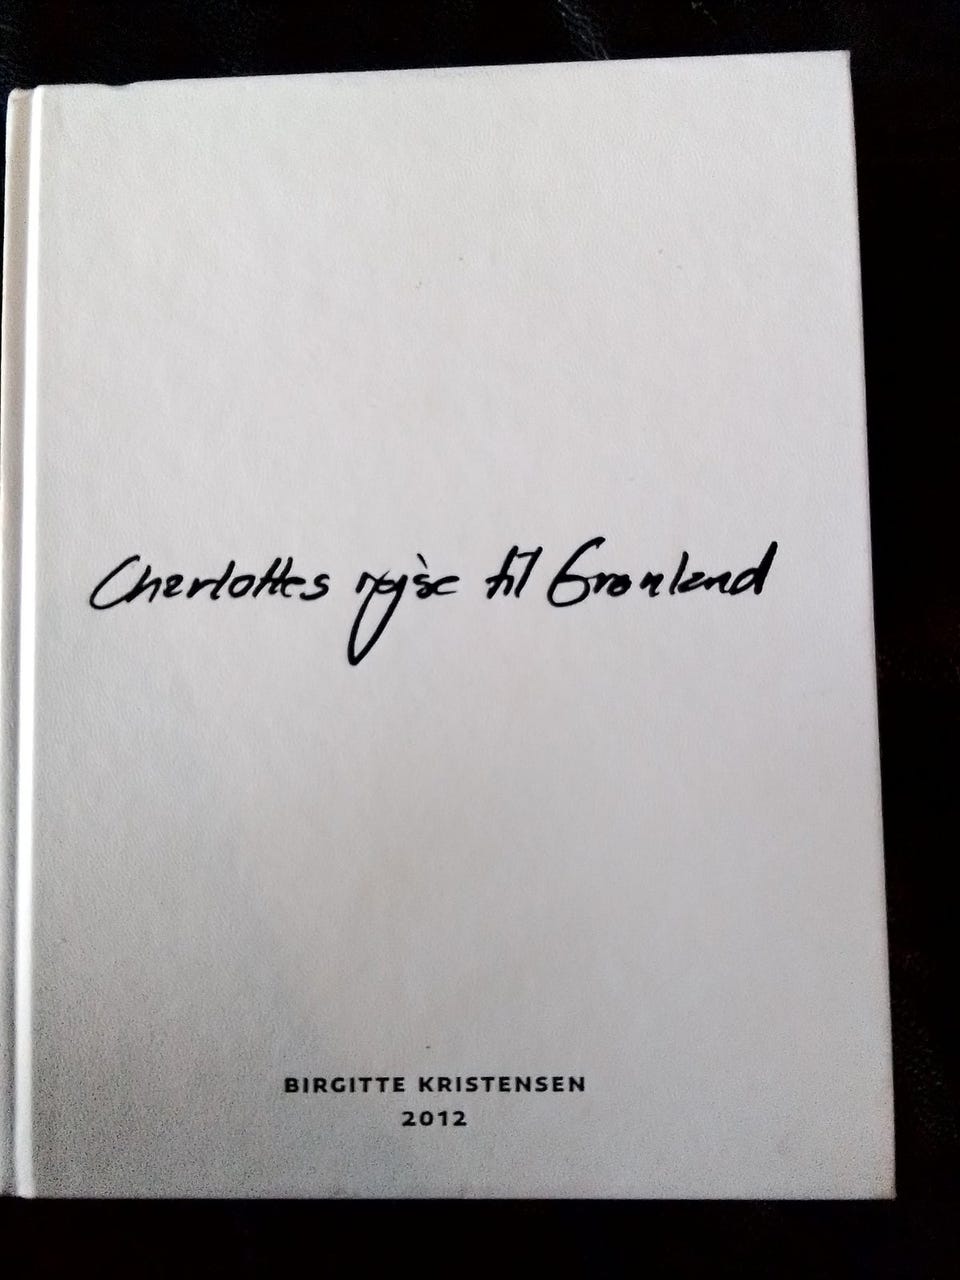 Charlottes rejse til Grønland
BIRGITTE KRISTENSEN
2012